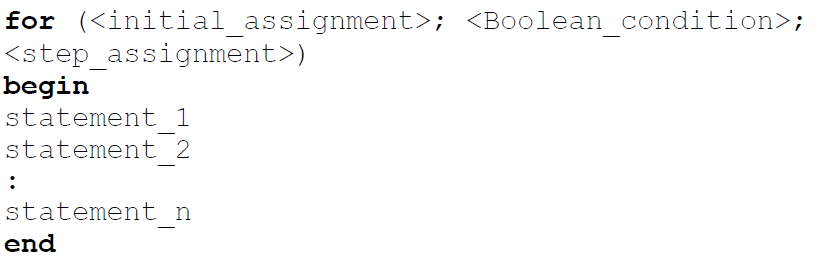 for (<initial_assignment>; <Boolean_condition>;
<step_assignment>)
begin
statement_1
statement_2
:
statement_n
end